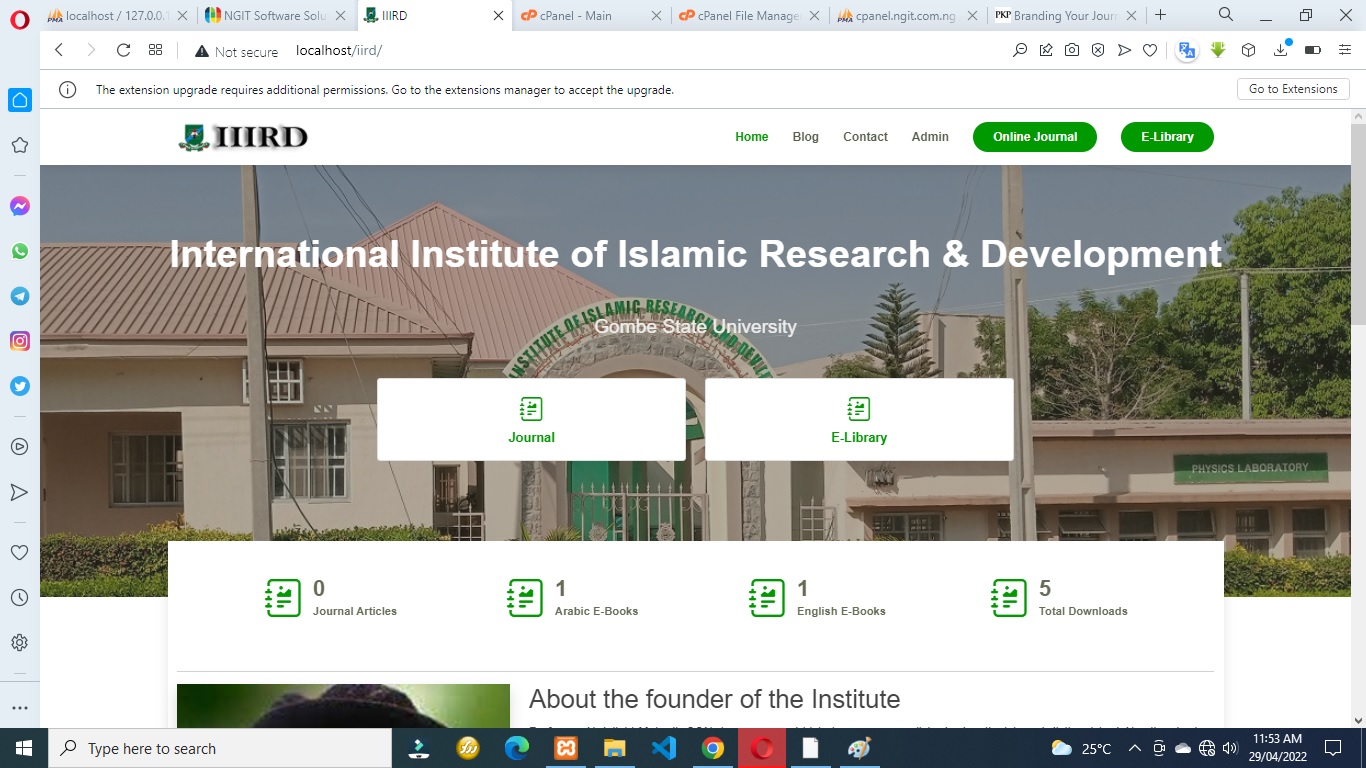 localhost / 127.0.0.1
NGIT Software Solu
IIIRD
cPanel - Main
cPanel File Manage
cpanel.ngit.com.ng
PKP Branding Your Jour
Not secure localhost/iird/
The extension upgrade requires additional permissions. Go to the extensions manager to accept the upgrade.
Go to Extensions
IIIRD
Home
Blog
Contact
Admin
Online Journal
E-Library
International Institute of Islamic Research & Development
INSTITUTE OF ISLAMIC RESEARCH AND DEVEL
Gombe State University
Journal
E-Library
PHYSICS LABORATORY
0
Journal Articles
1
Arabic E-Books
1
English E-Books
5
Total Downloads
About the founder of the Institute
Type here to search
25°C
11:53 AM
29/04/2022